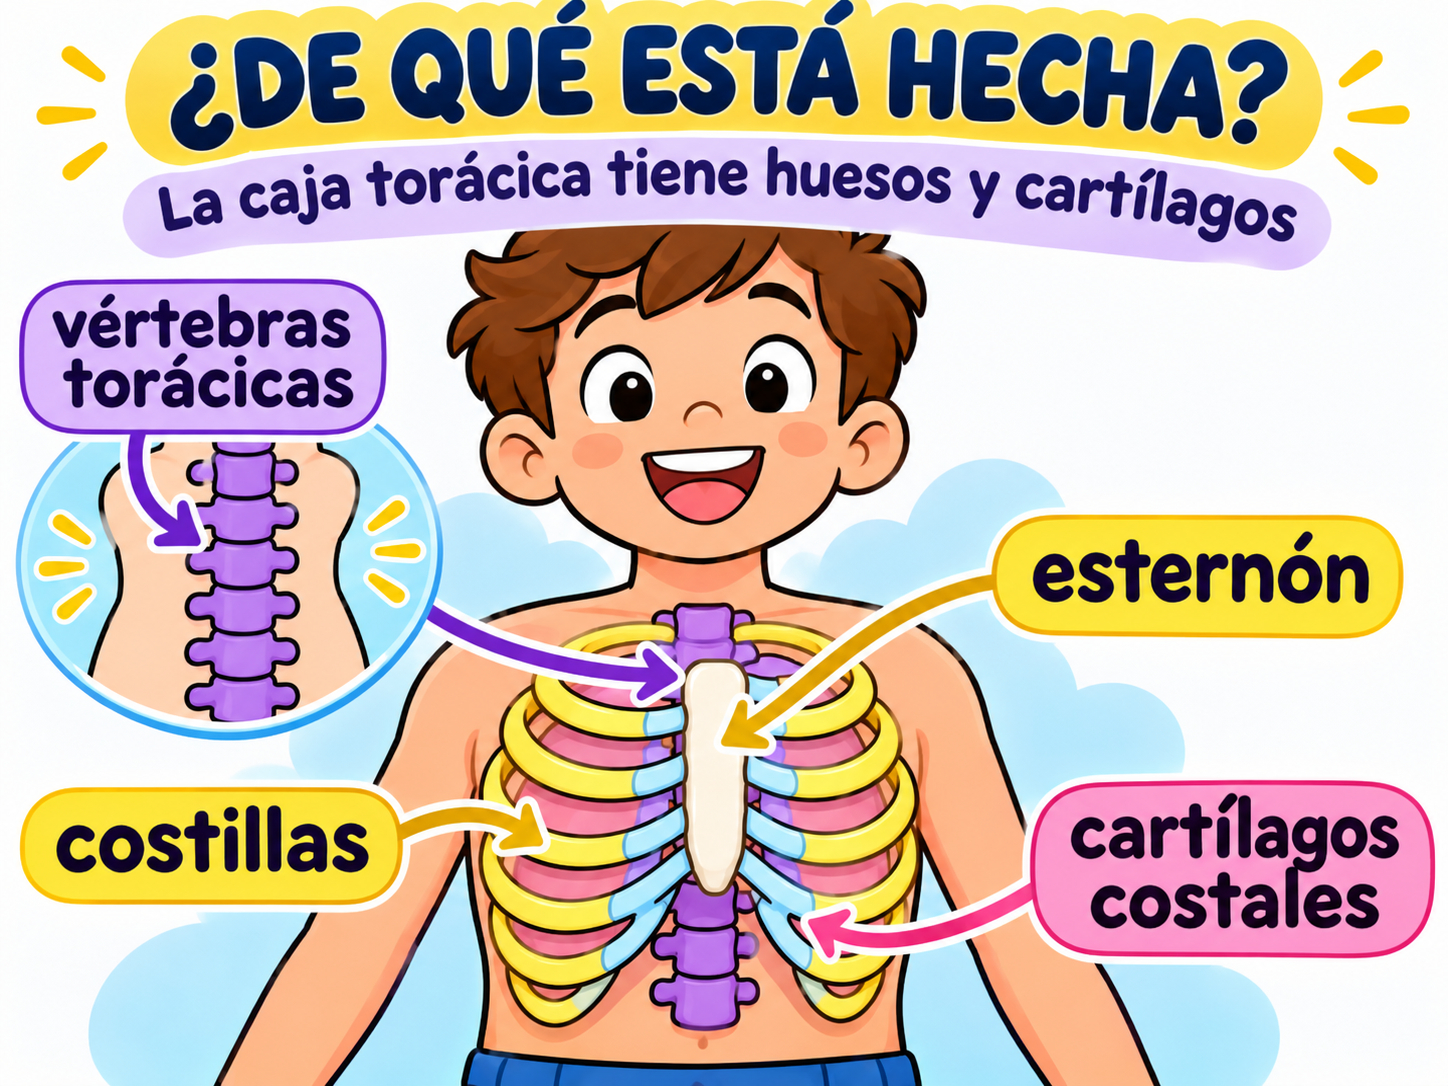 ¿DE QUÉ ESTÁ HECHA?
La caja torácica tiene huesos y cartílagos
vértebras
torácicas
esternón
costillas
cartílagos
costales